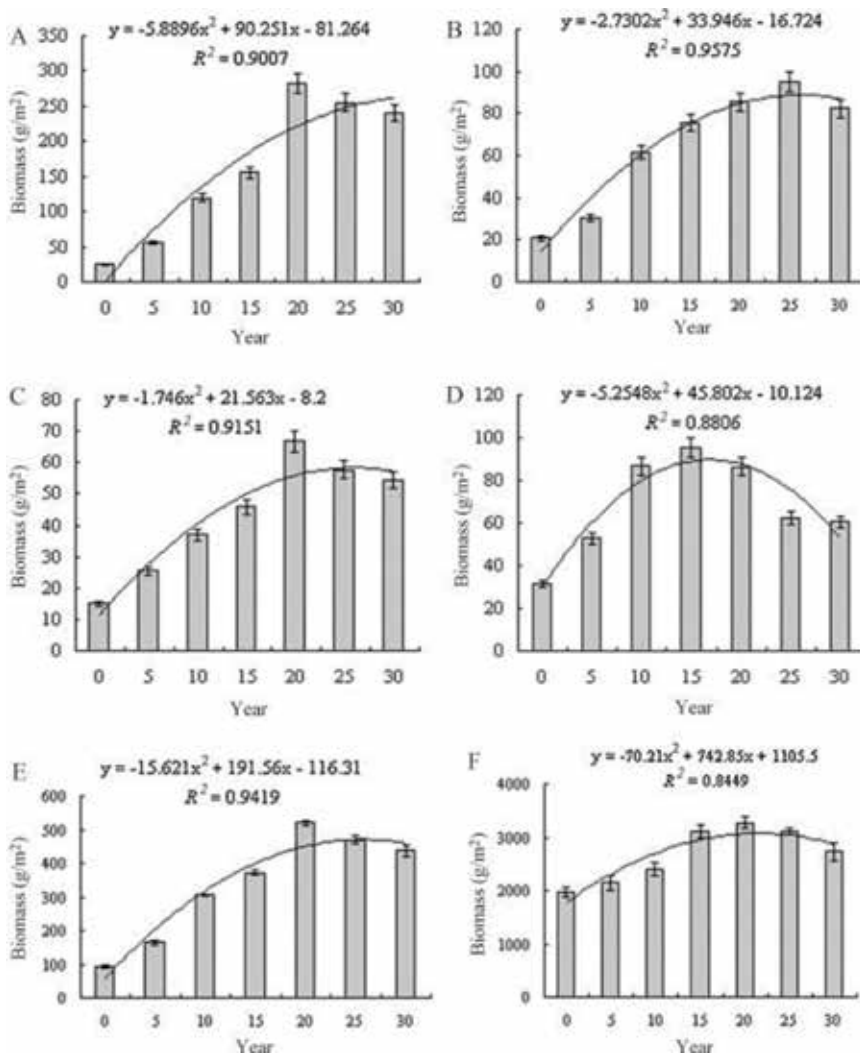 A
y = -5.8896x² + 90.251x - 81.264
R² = 0.9007
Biomass (g/m²)
350
300
250
200
150
100
50
0
0 5 10 15 20 25 30
Year
B
y = -2.7302x² + 33.946x - 16.724
R² = 0.9575
Biomass (g/m²)
120
100
80
60
40
20
0
0 5 10 15 20 25 30
Year
C
y = -1.746x² + 21.563x - 8.2
R² = 0.9151
Biomass (g/m²)
80
70
60
50
40
30
20
10
0
0 5 10 15 20 25 30
Year
D
y = -5.2548x² + 45.802x - 10.124
R² = 0.8806
Biomass (g/m²)
120
100
80
60
40
20
0
0 5 10 15 20 25 30
Year
E
y = -15.621x² + 191.56x - 116.31
R² = 0.9419
Biomass (g/m²)
600
500
400
300
200
100
0
0 5 10 15 20 25 30
Year
F
y = -70.21x² + 742.85x + 1105.5
R² = 0.8449
Biomass (g/m²)
4000
3000
2000
1000
0
0 5 10 15 20 25 30
Year